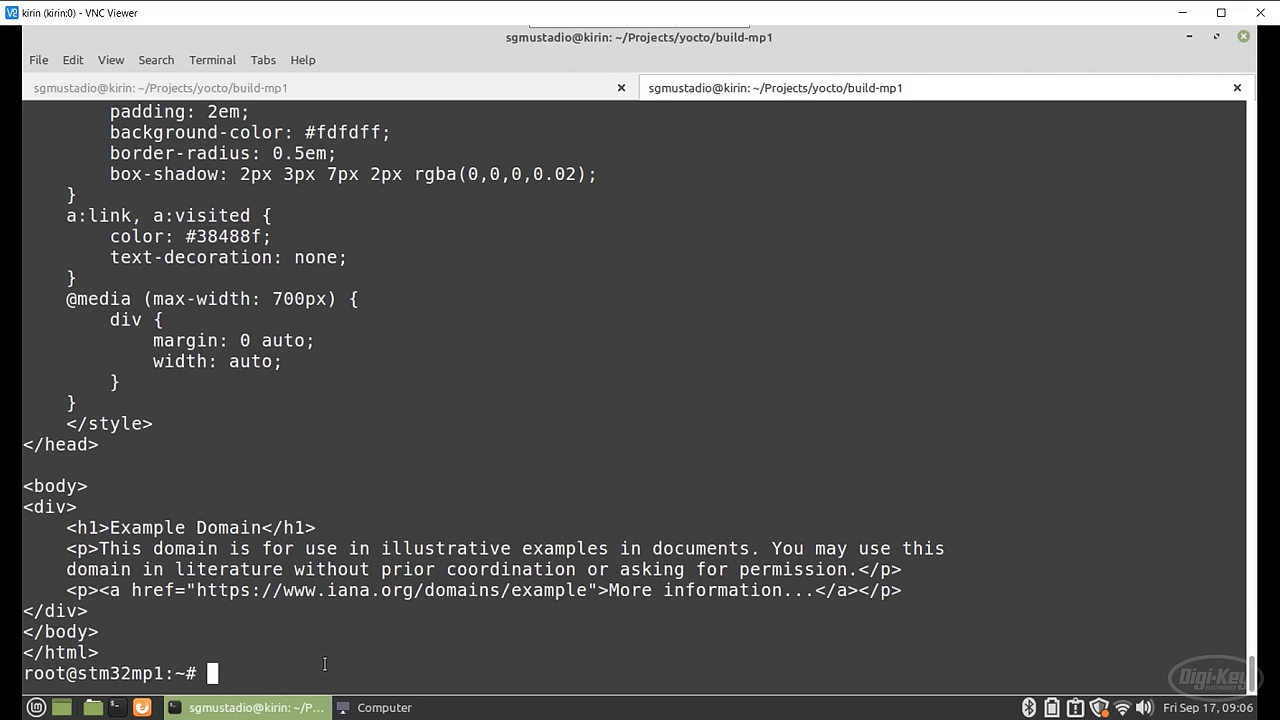 kirin (kirin:0) - VNC Viewer
sgmustadio@kirin: ~/Projects/yocto/build-mp1
File Edit View Search Terminal Tabs Help
sgmustadio@kirin: ~/Projects/yocto/build-mp1
sgmustadio@kirin: ~/Projects/yocto/build-mp1
padding: 2em;
background-color: #fdfdff;
border-radius: 0.5em;
box-shadow: 2px 3px 7px 2px rgba(0,0,0,0.02);
}
a:link, a:visited {
color: #38488f;
text-decoration: none;
}
@media (max-width: 700px) {
div {
margin: 0 auto;
width: auto;
}
}
</style>
</head>
<body>
<div>
<h1>Example Domain</h1>
<p>This domain is for use in illustrative examples in documents. You may use this
domain in literature without prior coordination or asking for permission.</p>
<p><a href="https://www.iana.org/domains/example">More information...</a></p>
</div>
</body>
</html>
root@stm32mp1:~#
Digi-Key
ELECTRONICS
sgmustadio@kirin: ~/P...
Computer
Fri Sep 17, 09:06